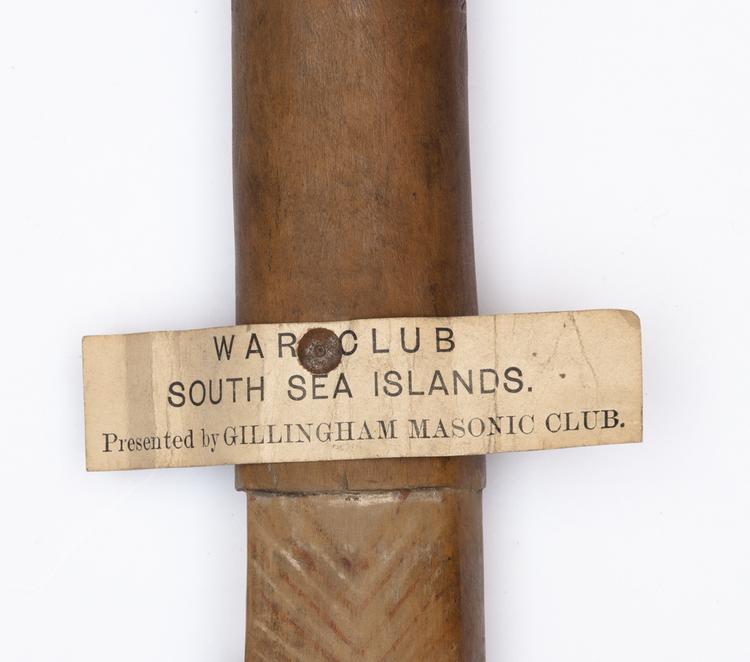 WAR CLUB
SOUTH SEA ISLANDS.
Presented by GILLINGHAM MASONIC CLUB.